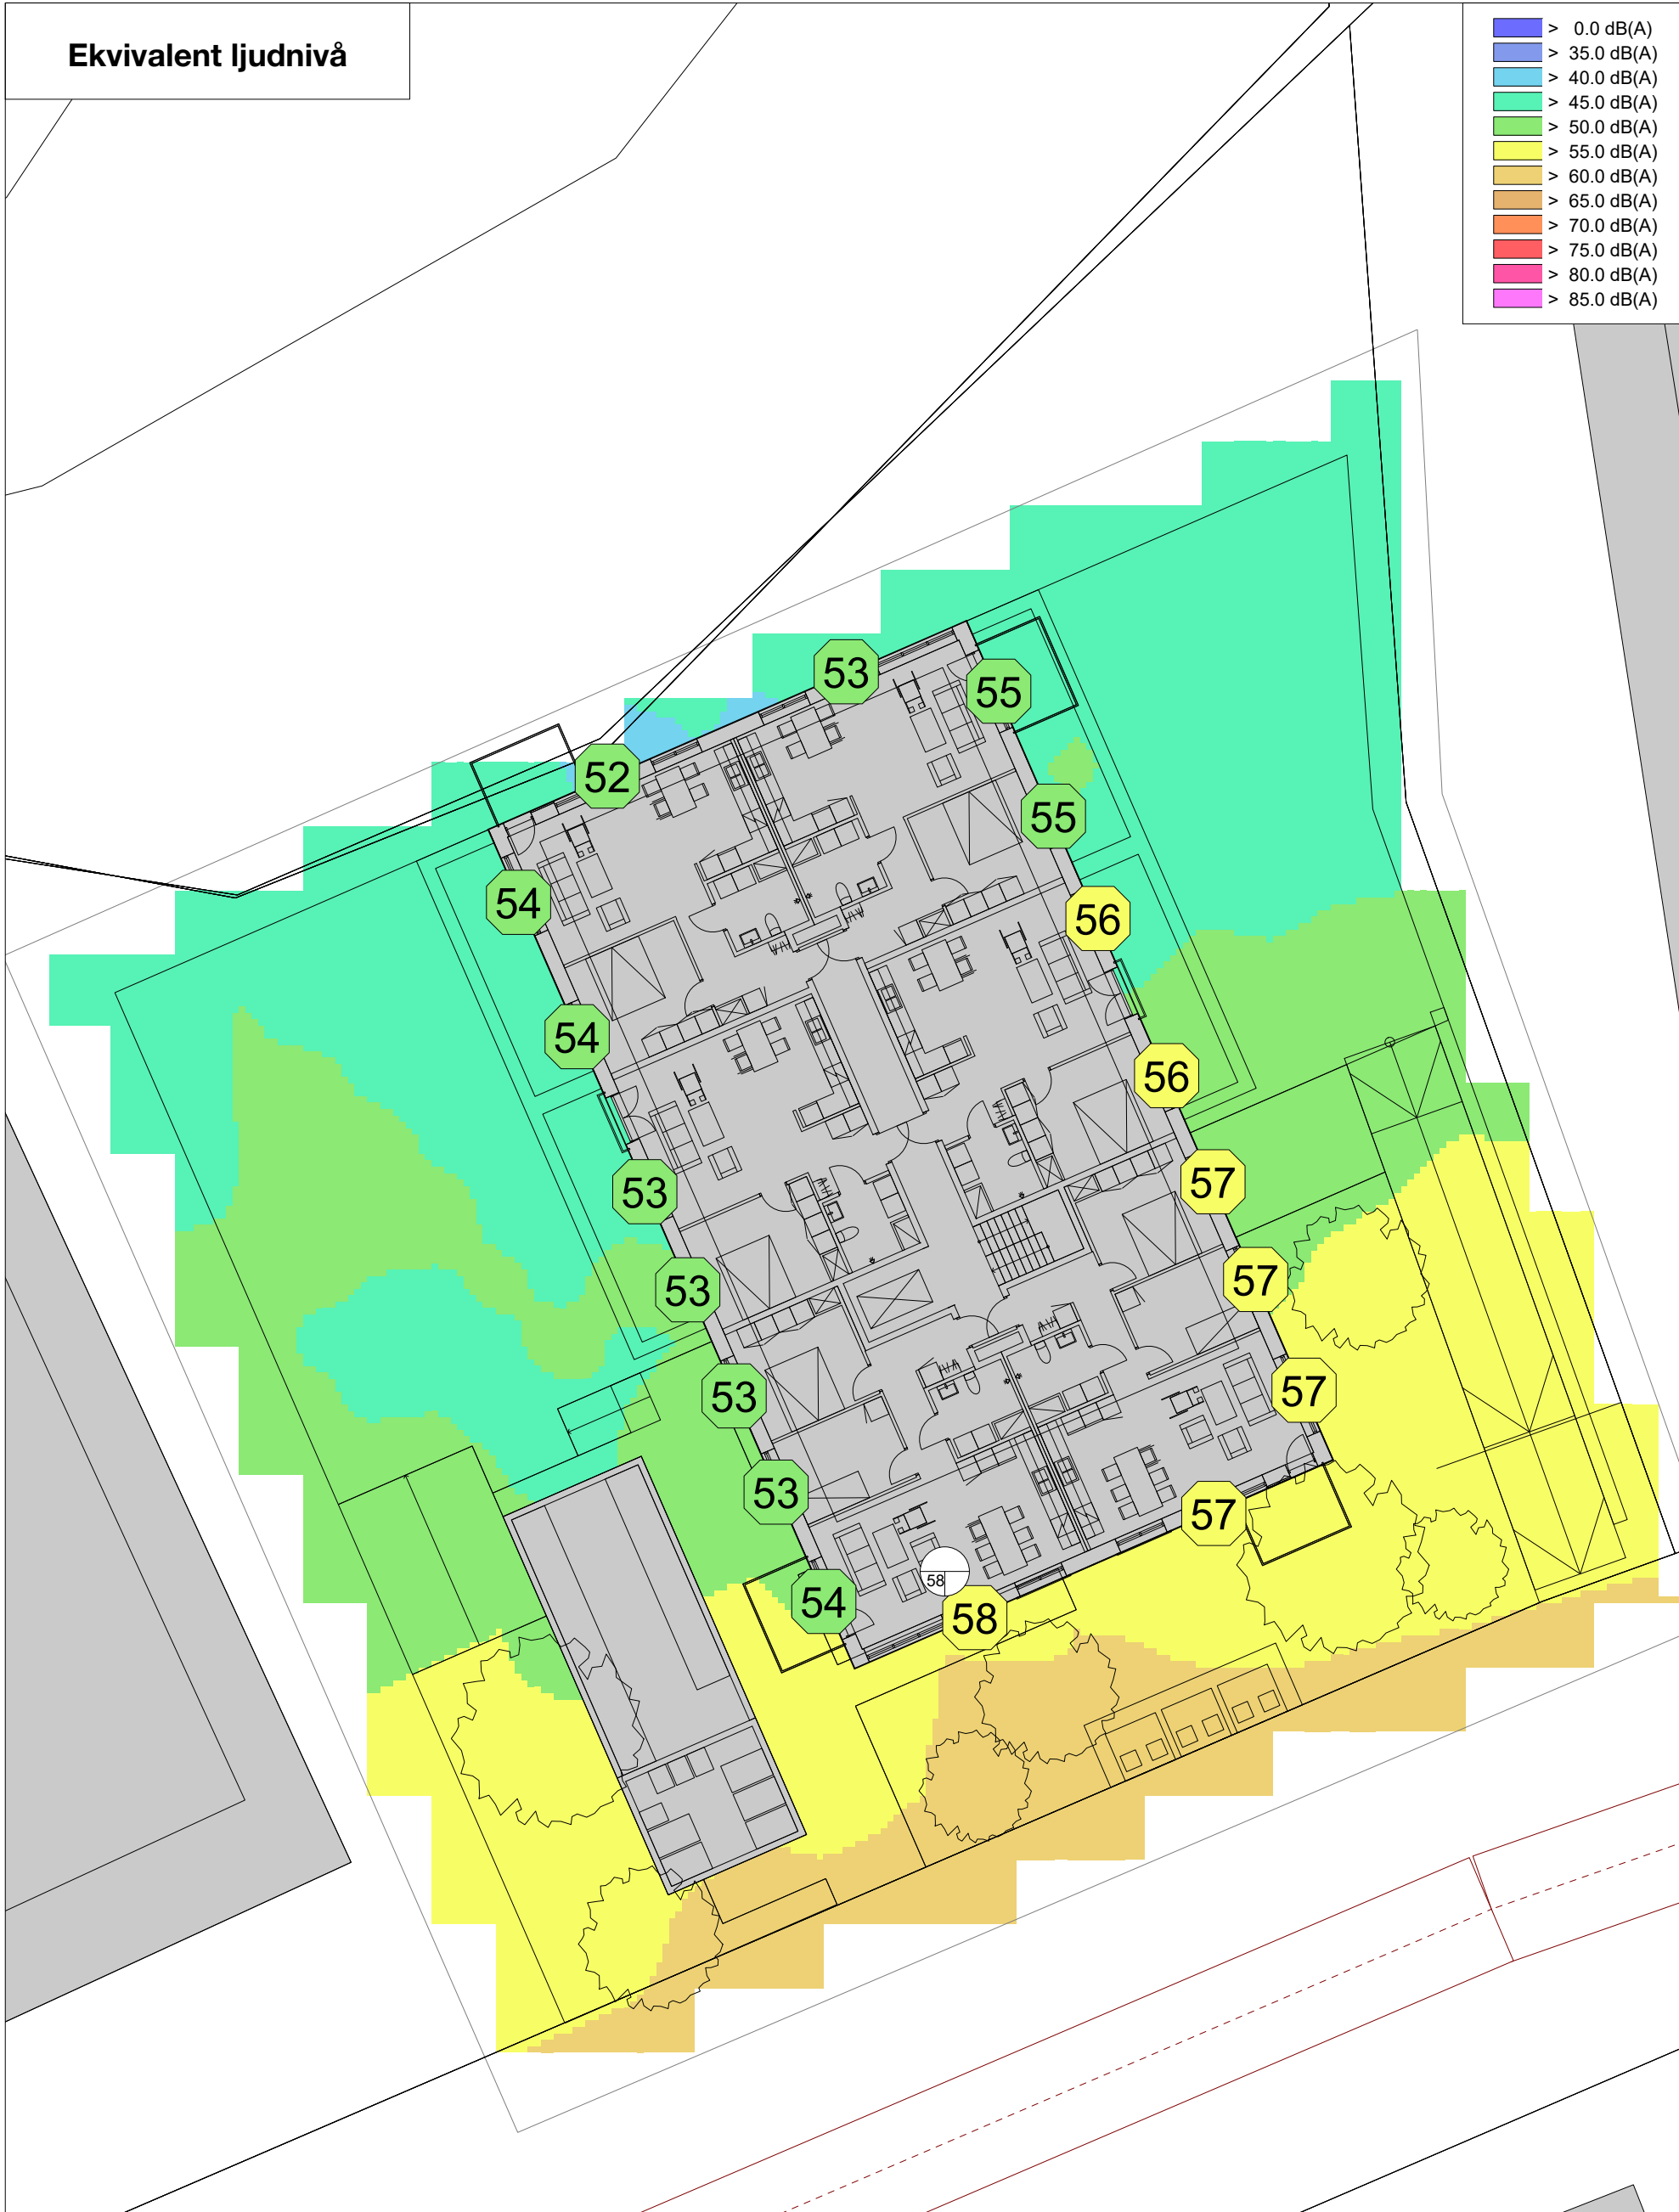 Ekvivalent ljudnivå
> 0.0 dB(A)
> 35.0 dB(A)
> 40.0 dB(A)
> 45.0 dB(A)
> 50.0 dB(A)
> 55.0 dB(A)
> 60.0 dB(A)
> 65.0 dB(A)
> 70.0 dB(A)
> 75.0 dB(A)
> 80.0 dB(A)
> 85.0 dB(A)
53
55
52
55
54
56
54
56
53
57
53
57
53
57
53
57
58
54
58